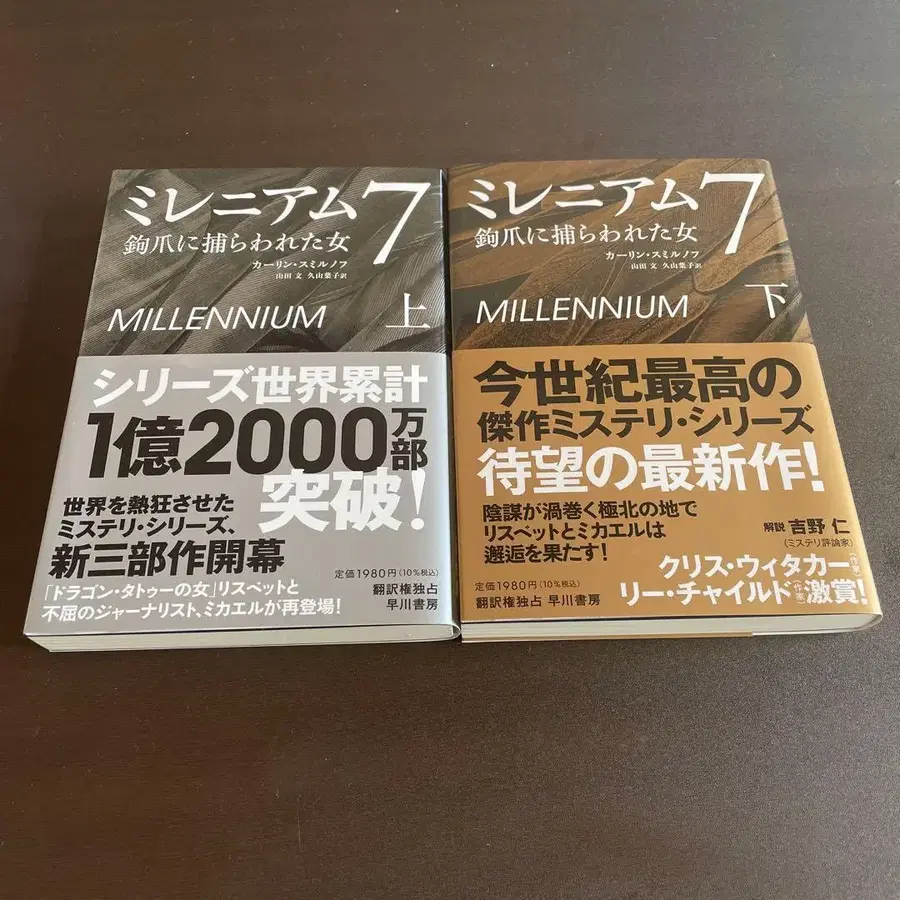 ミレニアム 7
鉤爪に捕らわれた女
カーリン・スミルノフ
山田 文 久山葉子訳
MILLENNIUM 上
シリーズ世界累計
1億2000万部
突破!
世界を熱狂させた
ミステリ・シリーズ、
新三部作開幕
「ドラゴン・タトゥーの女」リスベットと
不屈のジャーナリスト、ミカエルが再登場!
定価1980円(10%税込)
翻訳権独占 早川書房
ミレニアム 7
鉤爪に捕らわれた女
カーリン・スミルノフ
山田 文 久山葉子訳
MILLENNIUM 下
今世紀最高の
傑作ミステリ・シリーズ
待望の最新作!
陰謀が渦巻く極北の地で
リスベットとミカエルは
邂逅を果たす!
解説 吉野 仁
(ミステリ評論家)
定価1980円(10%税込)
翻訳権独占 早川書房
クリス・ウィタカー(作家)
リー・チャイルド(作家)激賞!